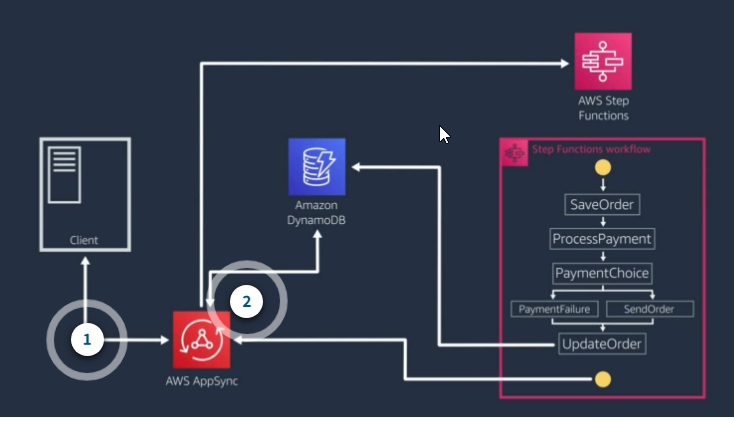 AWS Step
Functions
Step Functions workflow
Amazon
DynamoDB
SaveOrder
Client
ProcessPayment
PaymentChoice
PaymentFailure
SendOrder
1
2
UpdateOrder
AWS AppSync